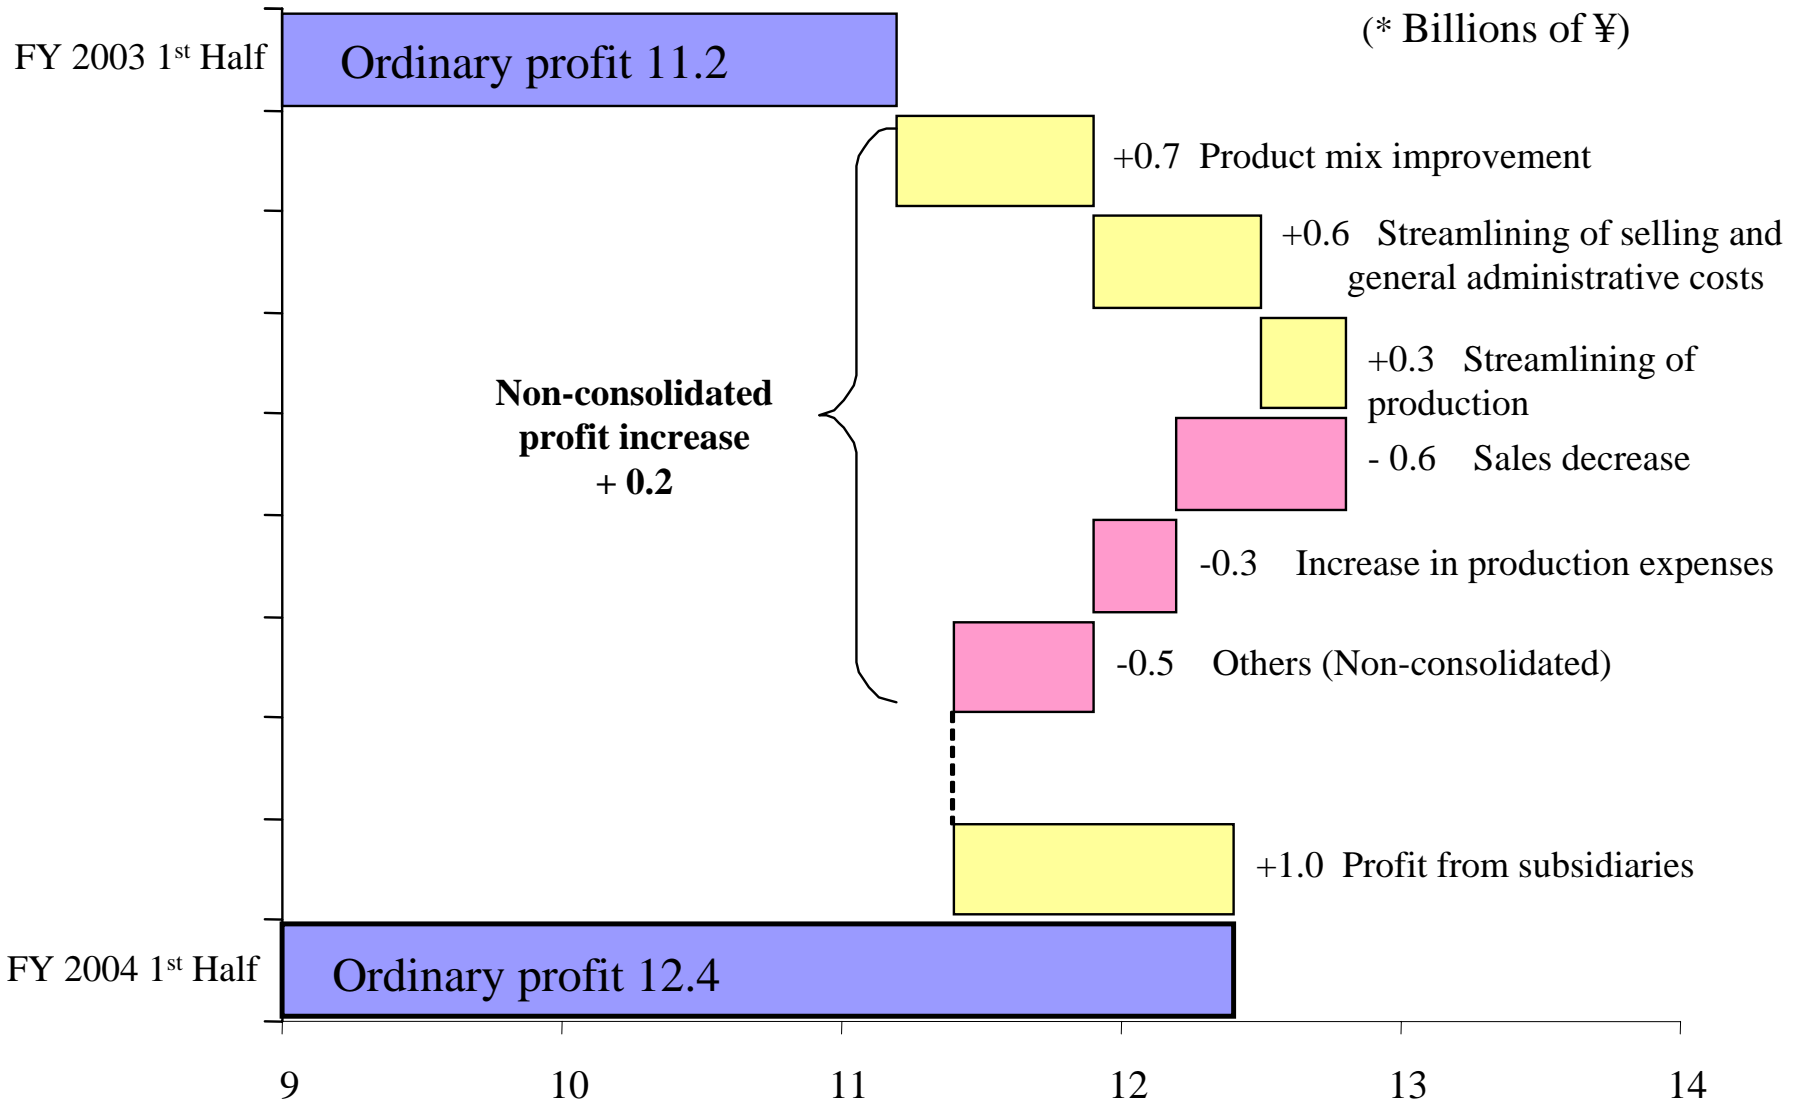 (* Billions of ¥)
FY 2003 1st Half
Ordinary profit 11.2
+0.7 Product mix improvement
+0.6 Streamlining of selling and
general administrative costs
+0.3 Streamlining of
production
Non-consolidated
profit increase
+ 0.2
- 0.6 Sales decrease
-0.3 Increase in production expenses
-0.5 Others (Non-consolidated)
+1.0 Profit from subsidiaries
FY 2004 1st Half
Ordinary profit 12.4
9 10 11 12 13 14